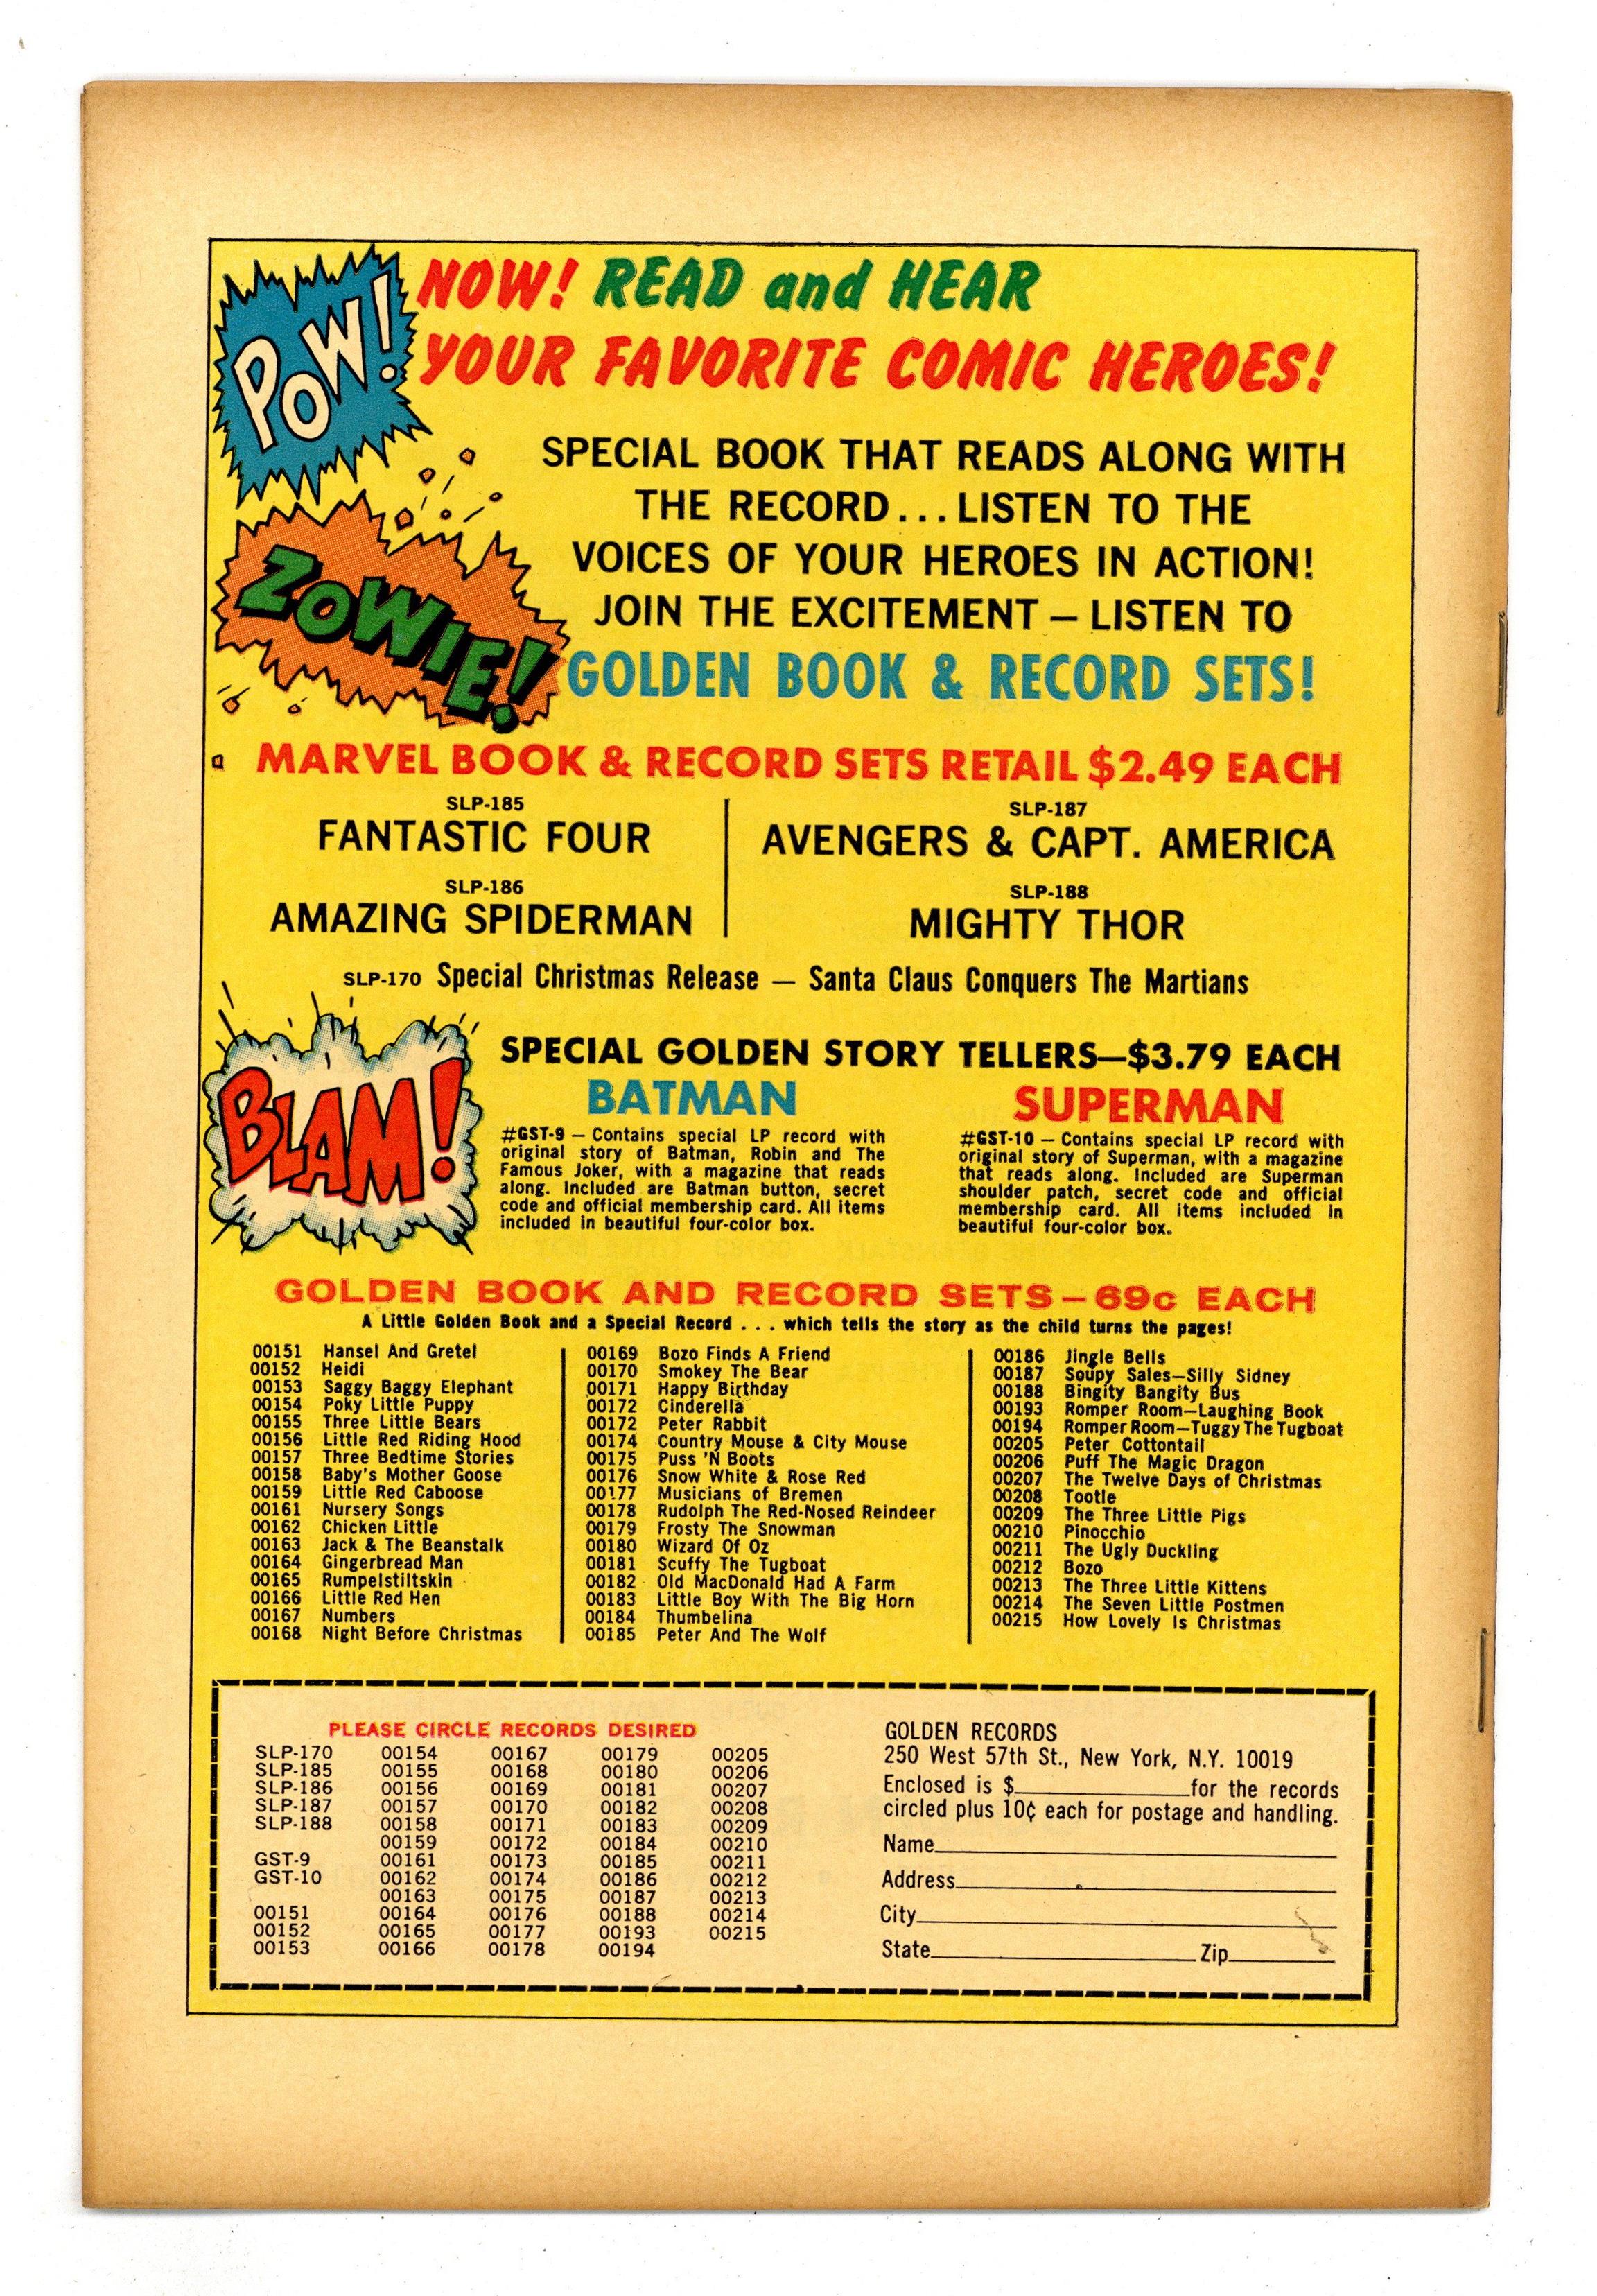 POW!
NOW! READ and HEAR
YOUR FAVORITE COMIC HEROES!
SPECIAL BOOK THAT READS ALONG WITH
THE RECORD...LISTEN TO THE
VOICES OF YOUR HEROES IN ACTION!
JOIN THE EXCITEMENT — LISTEN TO
ZOWIE!
GOLDEN BOOK & RECORD SETS!
MARVEL BOOK & RECORD SETS RETAIL $2.49 EACH
SLP-185
FANTASTIC FOUR
SLP-186
AMAZING SPIDERMAN
SLP-187
AVENGERS & CAPT. AMERICA
SLP-188
MIGHTY THOR
SLP-170 Special Christmas Release — Santa Claus Conquers The Martians
BLAM!
SPECIAL GOLDEN STORY TELLERS—$3.79 EACH
BATMAN
#GST-9 — Contains special LP record with
original story of Batman, Robin and The
Famous Joker, with a magazine that reads
along. Included are Batman button, secret
code and official membership card. All items
included in beautiful four-color box.
SUPERMAN
#GST-10 — Contains special LP record with
original story of Superman, with a magazine
that reads along. Included are Superman
shoulder patch, secret code and official
membership card. All items included in
beautiful four-color box.
GOLDEN BOOK AND RECORD SETS—69c EACH
A Little Golden Book and a Special Record . . . which tells the story as the child turns the pages!
00151 Hansel And Gretel
00152 Heidi
00153 Saggy Baggy Elephant
00154 Poky Little Puppy
00155 Three Little Bears
00156 Little Red Riding Hood
00157 Three Bedtime Stories
00158 Baby's Mother Goose
00159 Little Red Caboose
00161 Nursery Songs
00162 Chicken Little
00163 Jack & The Beanstalk
00164 Gingerbread Man
00165 Rumpelstiltskin
00166 Little Red Hen
00167 Numbers
00168 Night Before Christmas
00169 Bozo Finds A Friend
00170 Smokey The Bear
00171 Happy Birthday
00172 Cinderella
00172 Peter Rabbit
00174 Country Mouse & City Mouse
00175 Puss 'N Boots
00176 Snow White & Rose Red
00177 Musicians of Bremen
00178 Rudolph The Red-Nosed Reindeer
00179 Frosty The Snowman
00180 Wizard Of Oz
00181 Scuffy The Tugboat
00182 Old MacDonald Had A Farm
00183 Little Boy With The Big Horn
00184 Thumbelina
00185 Peter And The Wolf
00186 Jingle Bells
00187 Soupy Sales—Silly Sidney
00188 Bingity Bangity Bus
00193 Romper Room—Laughing Book
00194 Romper Room—Tuggy The Tugboat
00205 Peter Cottontail
00206 Puff The Magic Dragon
00207 The Twelve Days of Christmas
00208 Tootle
00209 The Three Little Pigs
00210 Pinocchio
00211 The Ugly Duckling
00212 Bozo
00213 The Three Little Kittens
00214 The Seven Little Postmen
00215 How Lovely Is Christmas
PLEASE CIRCLE RECORDS DESIRED
SLP-170 00154 00167 00179 00205
SLP-185 00155 00168 00180 00206
SLP-186 00156 00169 00181 00207
SLP-187 00157 00170 00182 00208
SLP-188 00158 00171 00183 00209
00159 00172 00184 00210
GST-9 00161 00173 00185 00211
GST-10 00162 00174 00186 00212
00163 00175 00187 00213
00151 00164 00176 00188 00214
00152 00165 00177 00193 00215
00153 00166 00178 00194
GOLDEN RECORDS
250 West 57th St., New York, N.Y. 10019
Enclosed is $ for the records
circled plus 10¢ each for postage and handling.
Name
Address
City
State Zip